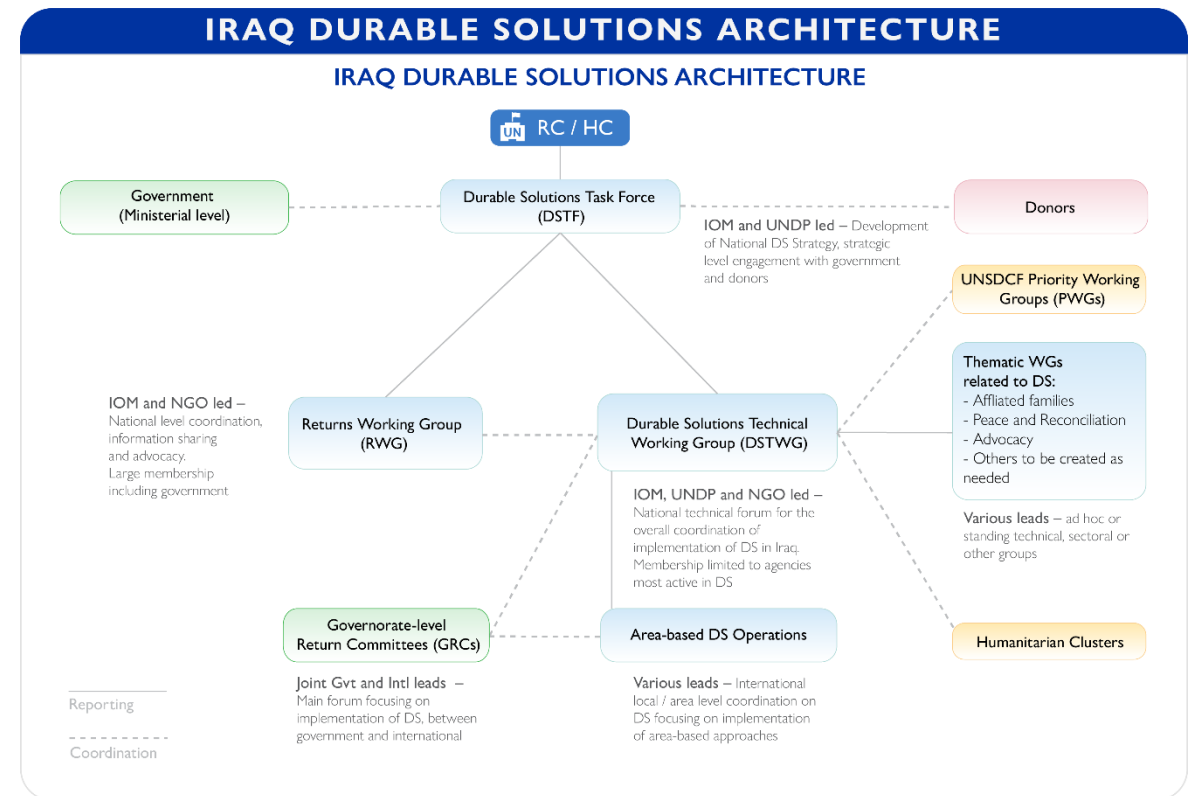 IRAQ DURABLE SOLUTIONS ARCHITECTURE
IRAQ DURABLE SOLUTIONS ARCHITECTURE
UN RC / HC
Government
(Ministerial level)
Durable Solutions Task Force
(DSTF)
Donors
IOM and UNDP led – Development
of National DS Strategy, strategic
level engagement with government
and donors
UNSDCF Priority Working
Groups (PWGs)
Thematic WGs
related to DS:
- Affliated families
- Peace and Reconciliation
- Advocacy
- Others to be created as
needed
Various leads – ad hoc or
standing technical, sectoral or
other groups
IOM and NGO led –
National level coordination,
information sharing
and advocacy.
Large membership
including government
Returns Working Group
(RWG)
Durable Solutions Technical
Working Group (DSTWG)
IOM, UNDP and NGO led –
National technical forum for the
overall coordination of
implementation of DS in Iraq.
Membership limited to agencies
most active in DS
Governorate-level
Return Committees (GRCs)
Area-based DS Operations
Humanitarian Clusters
Joint Gvt and Intl leads –
Main forum focusing on
implementation of DS, between
government and international
Various leads – International
local / area level coordination on
DS focusing on implementation
of area-based approaches
Reporting
Coordination